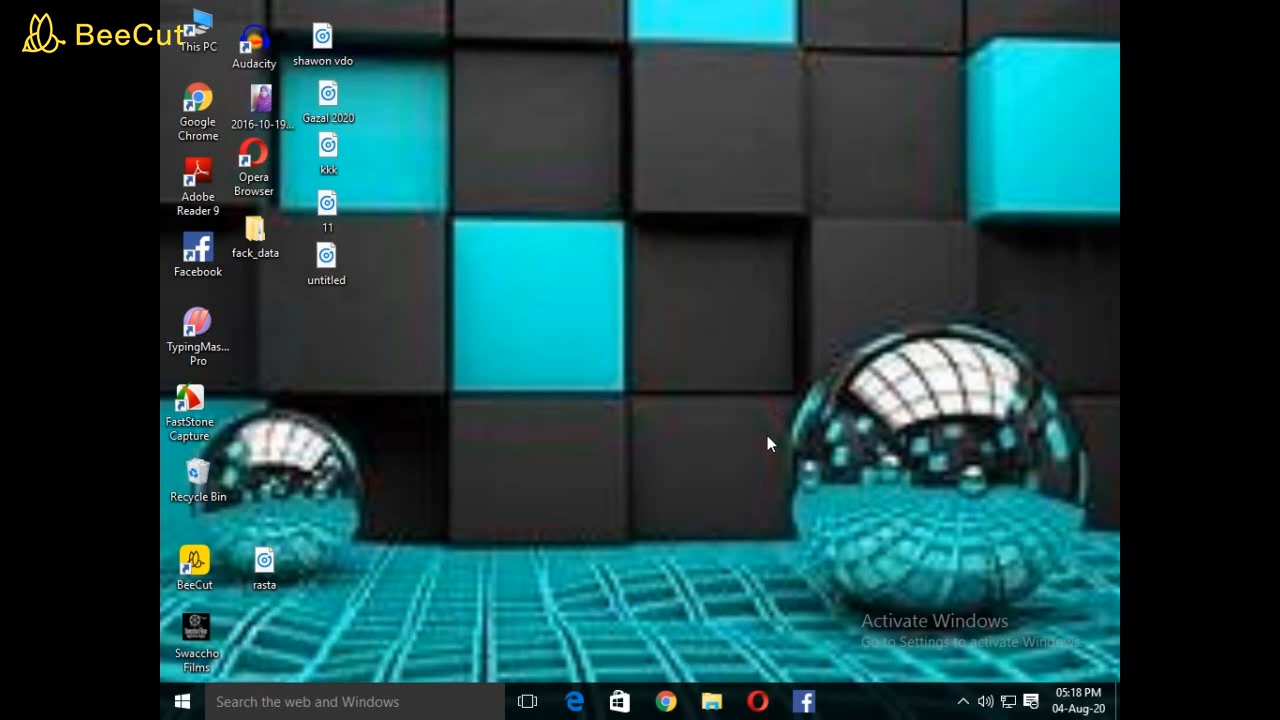 BeeCut
This PC
Audacity
shawon vdo
Google
Chrome
2016-10-19...
Gazal 2020
Adobe
Reader 9
Opera
Browser
kkk
11
Facebook
fack_data
untitled
TypingMas...
Pro
FastStone
Capture
Recycle Bin
BeeCut
rasta
Swaccho
Films
Activate Windows
Go to Settings to activate Windows.
Search the web and Windows
05:18 PM
04-Aug-20